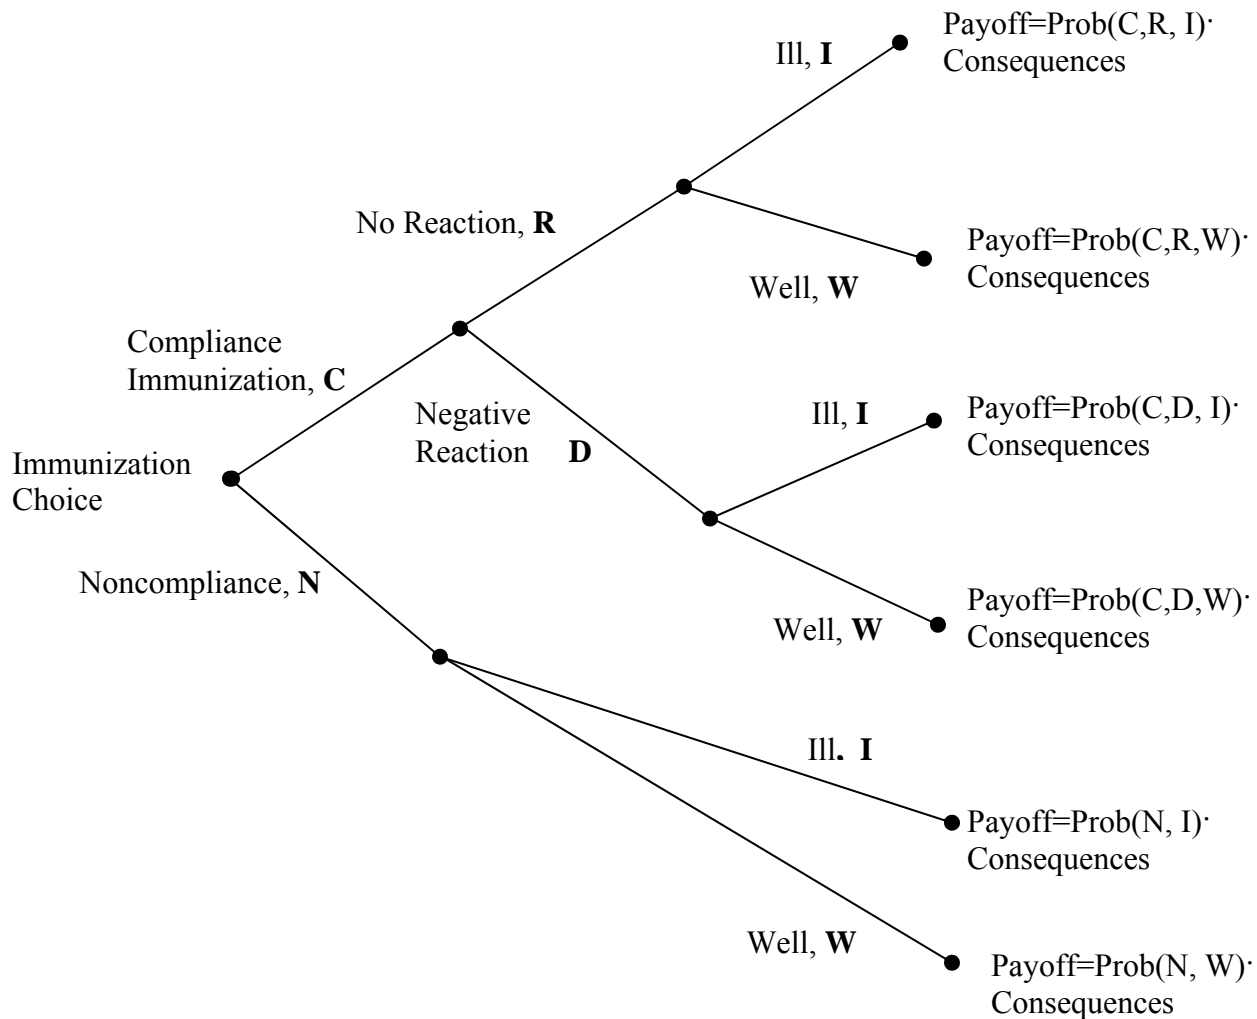 Payoff=Prob(C,R, I)·
Consequences
Ill, I
No Reaction, R
Payoff=Prob(C,R,W)·
Consequences
Well, W
Compliance
Immunization, C
Negative
Reaction D
Ill, I
Payoff=Prob(C,D, I)·
Consequences
Immunization
Choice
Noncompliance, N
Payoff=Prob(C,D,W)·
Consequences
Well, W
Ill. I
Payoff=Prob(N, I)·
Consequences
Well, W
Payoff=Prob(N, W)·
Consequences